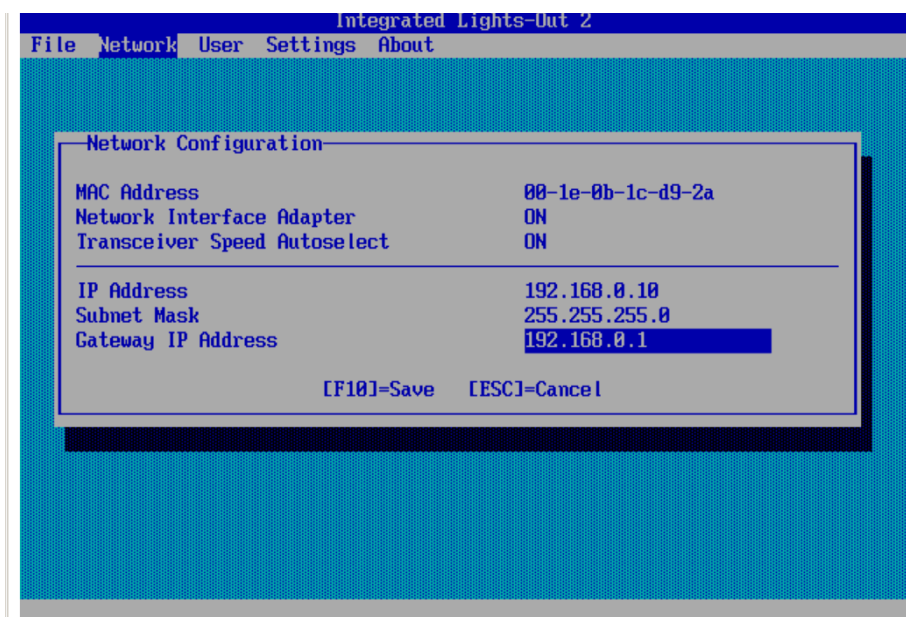 Integrated Lights-Out 2
File Network User Settings About
Network Configuration
MAC Address 00-1e-0b-1c-d9-2a
Network Interface Adapter ON
Transceiver Speed Autoselect ON
IP Address 192.168.0.10
Subnet Mask 255.255.255.0
Gateway IP Address 192.168.0.1
[F10]=Save [ESC]=Cancel